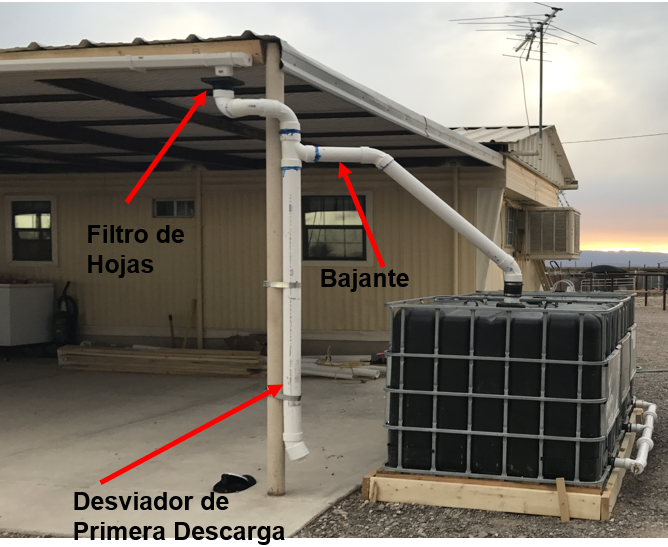 Filtro de
Hojas
Bajante
Desviador de
Primera Descarga